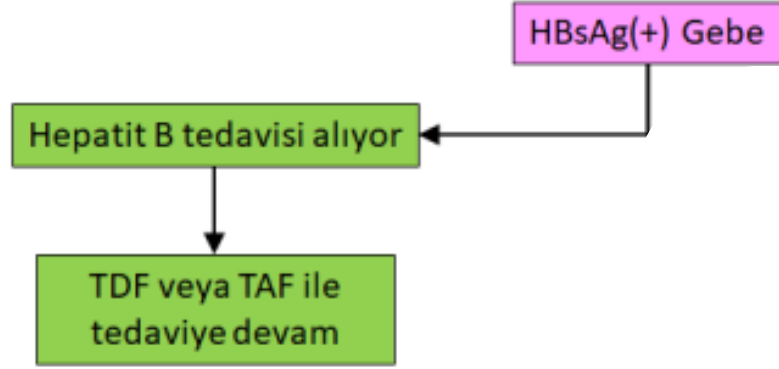 HBsAg(+) Gebe
Hepatit B tedavisi alıyor
TDF veya TAF ile
tedaviye devam